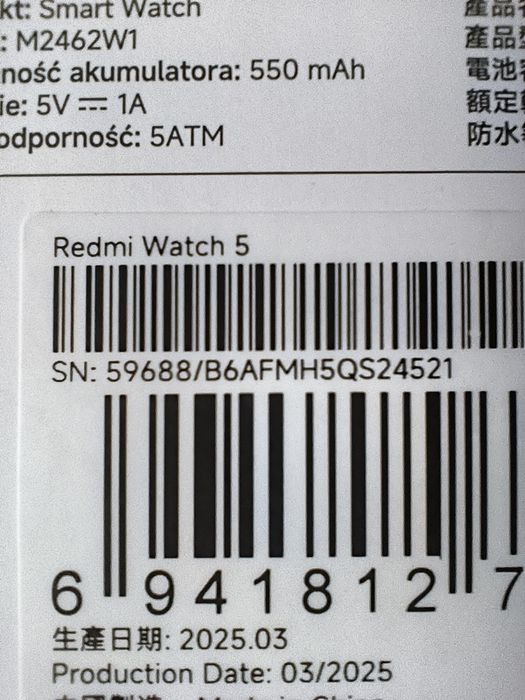 kt: Smart Watch
: M2462W1
ność akumulatora: 550 mAh
ie: 5V ⎓ 1A
odporność: 5ATM
產品
產品
電池
額定
防水
Redmi Watch 5
SN: 59688/B6AFMH5QS24521
6 941812 7
生產日期: 2025.03
Production Date: 03/2025